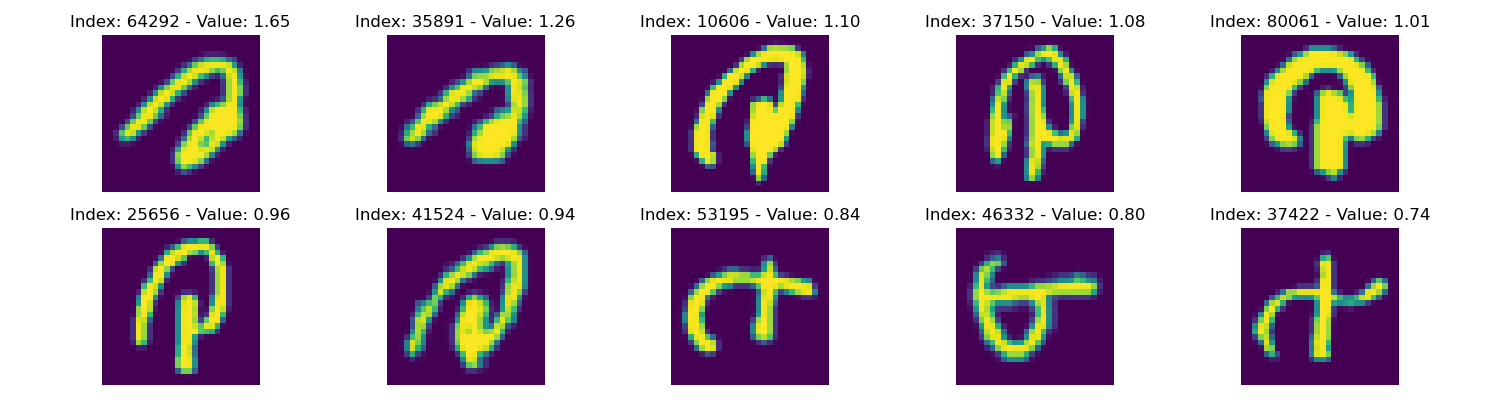 Index: 64292 - Value: 1.65 Index: 35891 - Value: 1.26 Index: 10606 - Value: 1.10 Index: 37150 - Value: 1.08 Index: 80061 - Value: 1.01
Index: 25656 - Value: 0.96 Index: 41524 - Value: 0.94 Index: 53195 - Value: 0.84 Index: 46332 - Value: 0.80 Index: 37422 - Value: 0.74